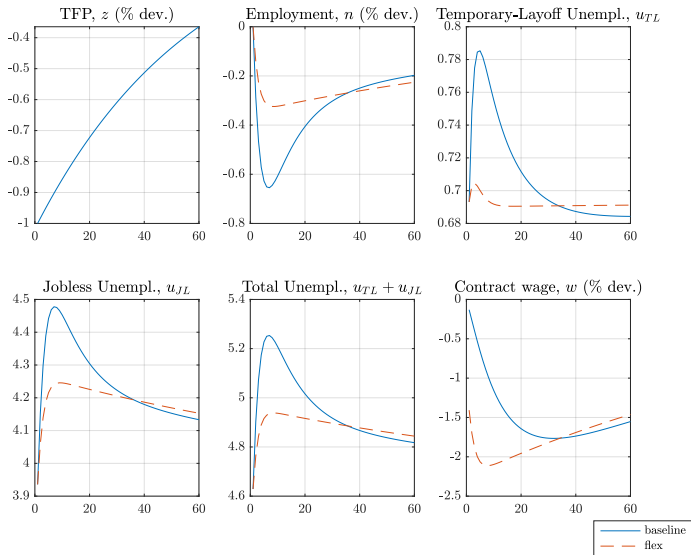 TFP, z (% dev.)
-0.4
-0.5
-0.6
-0.7
-0.8
-0.9
-1
0 20 40 60
Employment, n (% dev.)
0
-0.2
-0.4
-0.6
-0.8
0 20 40 60
Temporary-Layoff Unempl., u_TL
0.8
0.78
0.76
0.74
0.72
0.7
0.68
0 20 40 60
Jobless Unempl., u_JL
4.5
4.4
4.3
4.2
4.1
4
3.9
0 20 40 60
Total Unempl., u_TL + u_JL
5.4
5.2
5
4.8
4.6
0 20 40 60
Contract wage, w (% dev.)
0
-0.5
-1
-1.5
-2
-2.5
0 20 40 60
baseline
flex